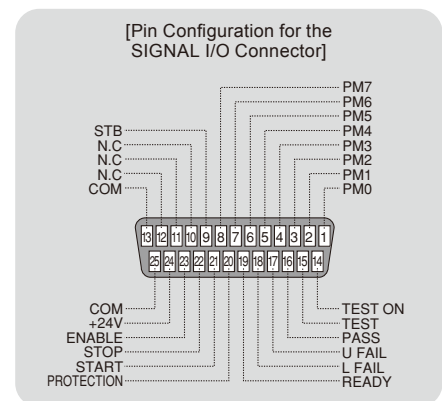 [Pin Configuration for the
SIGNAL I/O Connector]
PM7
PM6
PM5
PM4
PM3
PM2
PM1
PM0
STB
N.C
N.C
N.C
COM
13 12 11 10 9 8 7 6 5 4 3 2 1
25 24 23 22 21 20 19 18 17 16 15 14
COM
+24V
ENABLE
STOP
START
PROTECTION
TEST ON
TEST
PASS
U FAIL
L FAIL
READY